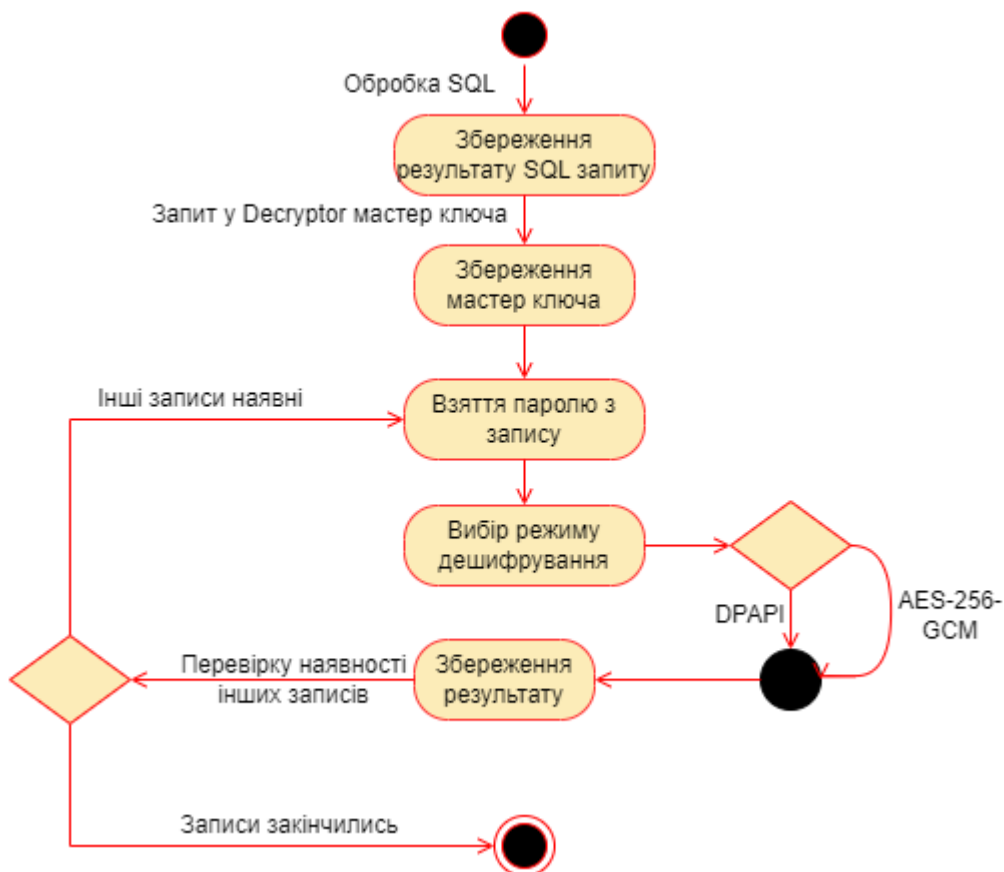 Обробка SQL
Збереження
результату SQL запиту
Запит у Decryptor мастер ключа
Збереження
мастер ключа
Інші записи наявні
Взяття паролю з
запису
Вибір режиму
дешифрування
DPAPI
AES-256-
GCM
Перевірку наявності
інших записів
Збереження
результату
Записи закінчились